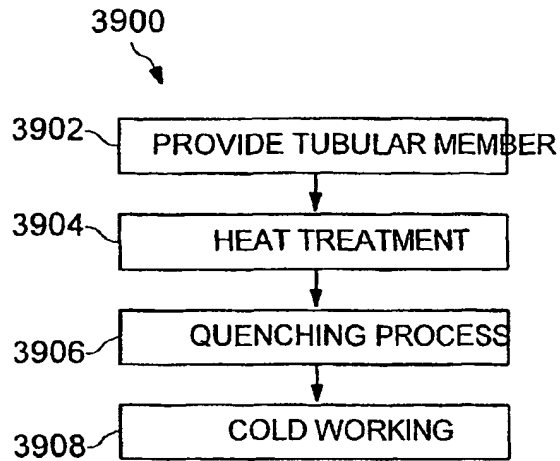 3900
3902 PROVIDE TUBULAR MEMBER
3904 HEAT TREATMENT
3906 QUENCHING PROCESS
3908 COLD WORKING